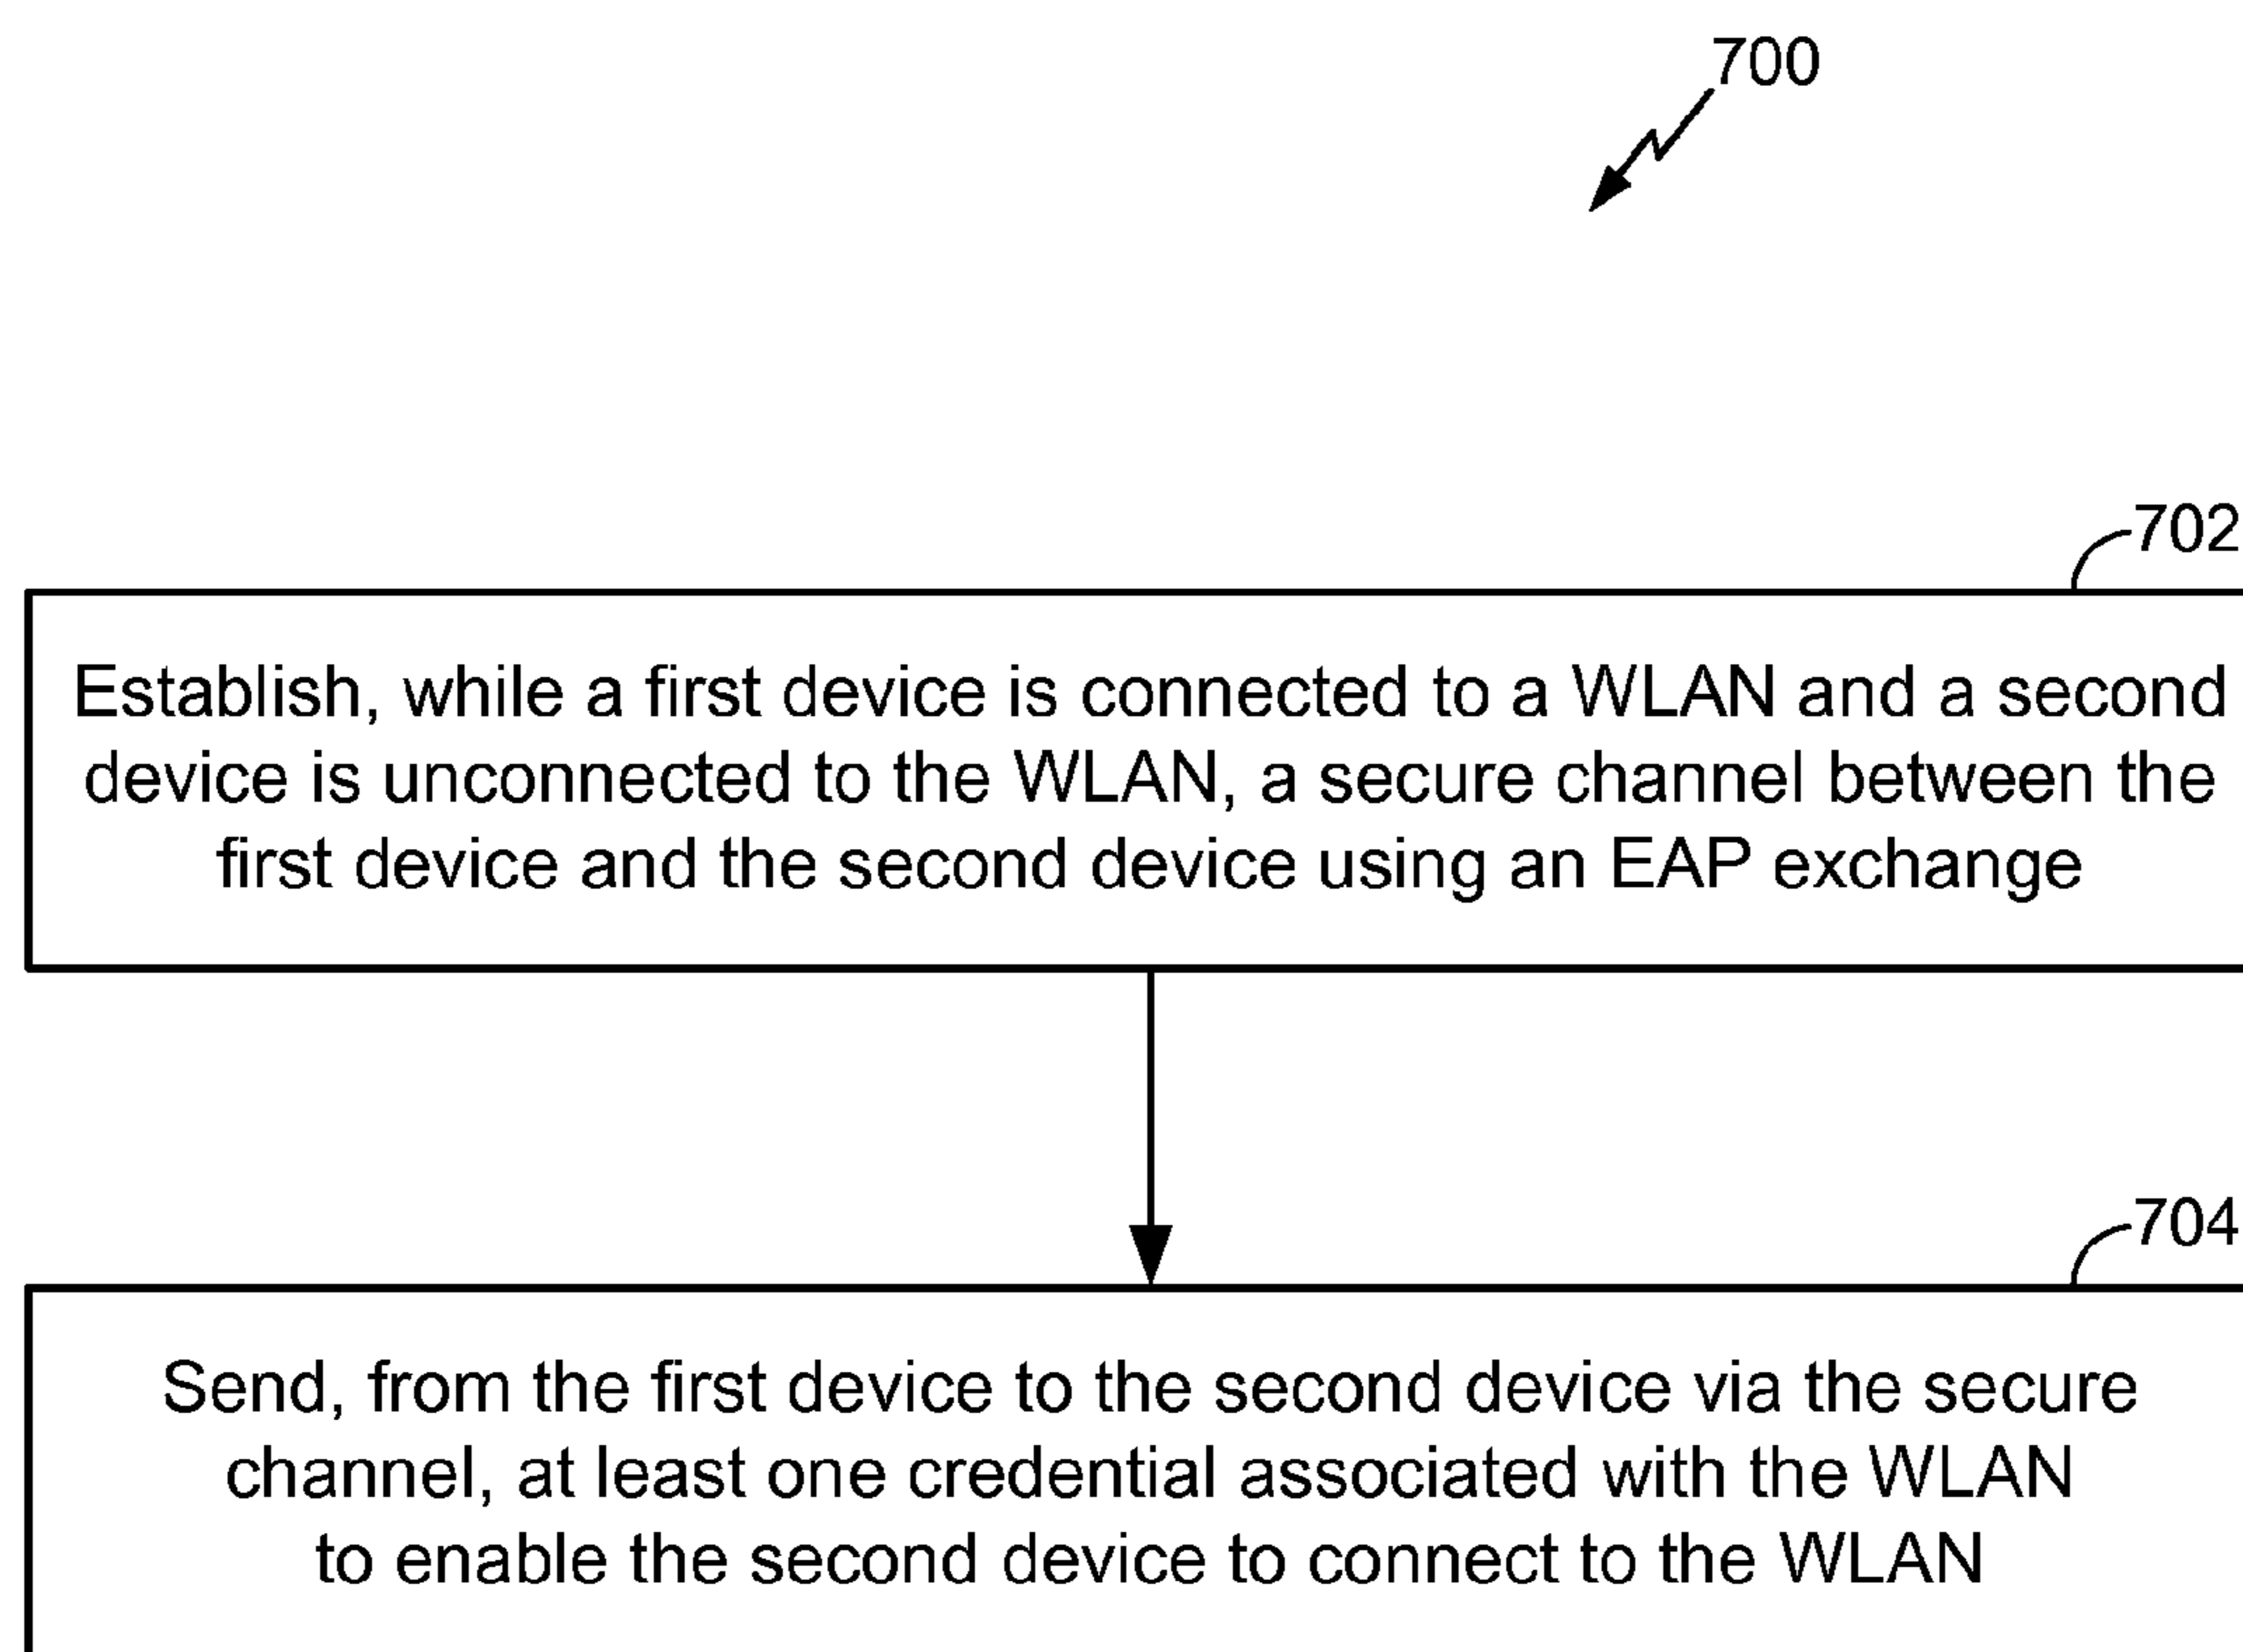 700
702
Establish, while a first device is connected to a WLAN and a second
device is unconnected to the WLAN, a secure channel between the
first device and the second device using an EAP exchange
704
Send, from the first device to the second device via the secure
channel, at least one credential associated with the WLAN
to enable the second device to connect to the WLAN